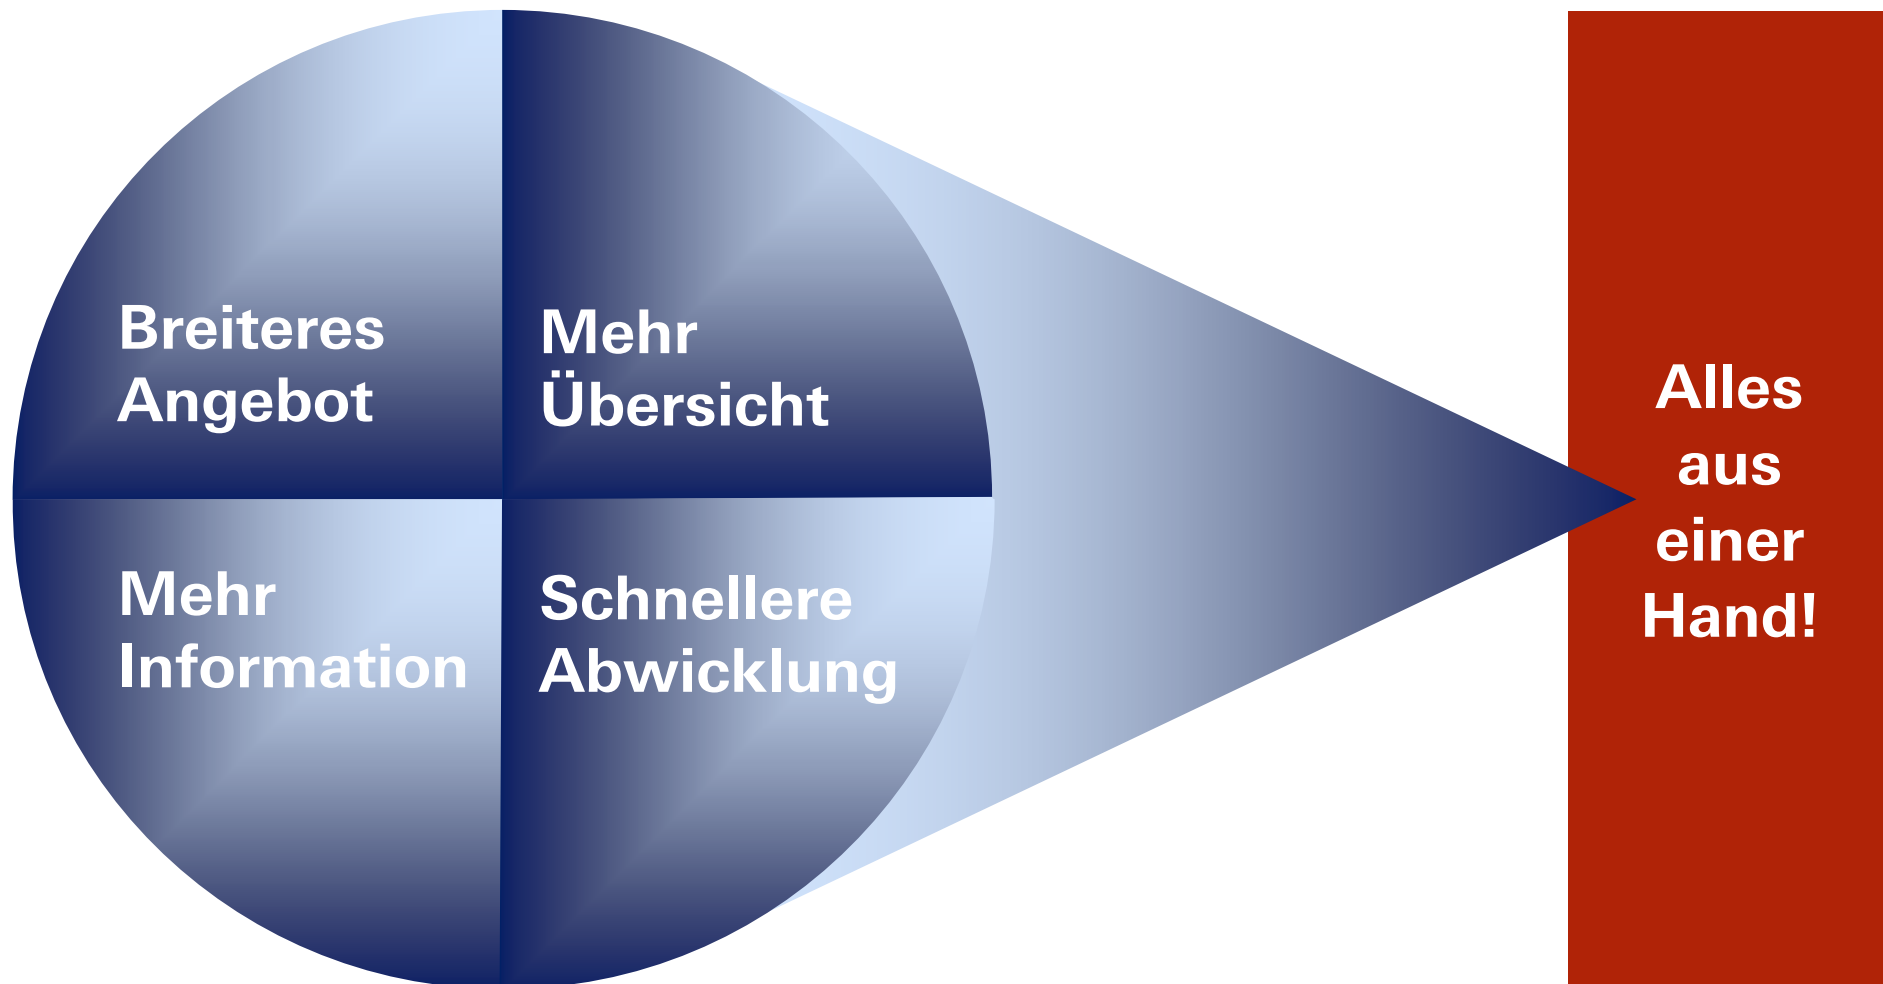 Breiteres
Angebot
Mehr
Übersicht
Mehr
Information
Schnellere
Abwicklung
Alles
aus
einer
Hand!